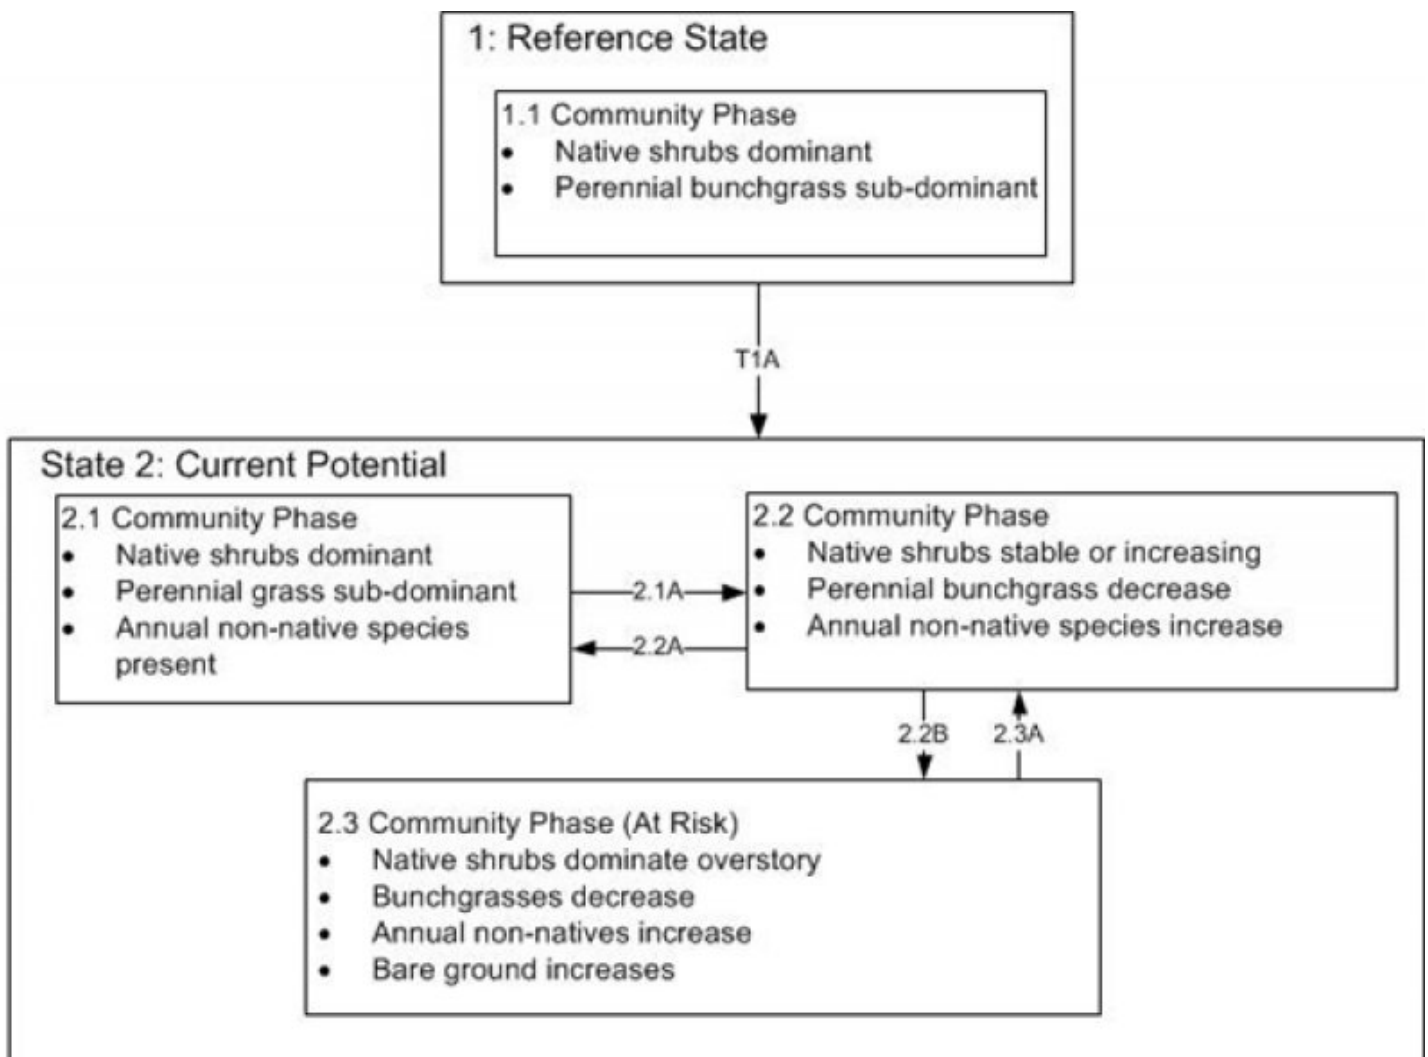 1: Reference State
1.1 Community Phase
• Native shrubs dominant
• Perennial bunchgrass sub-dominant
T1A
State 2: Current Potential
2.1 Community Phase
• Native shrubs dominant
• Perennial grass sub-dominant
• Annual non-native species
present
2.1A
2.2A
2.2 Community Phase
• Native shrubs stable or increasing
• Perennial bunchgrass decrease
• Annual non-native species increase
2.2B
2.3A
2.3 Community Phase (At Risk)
• Native shrubs dominate overstory
• Bunchgrasses decrease
• Annual non-natives increase
• Bare ground increases